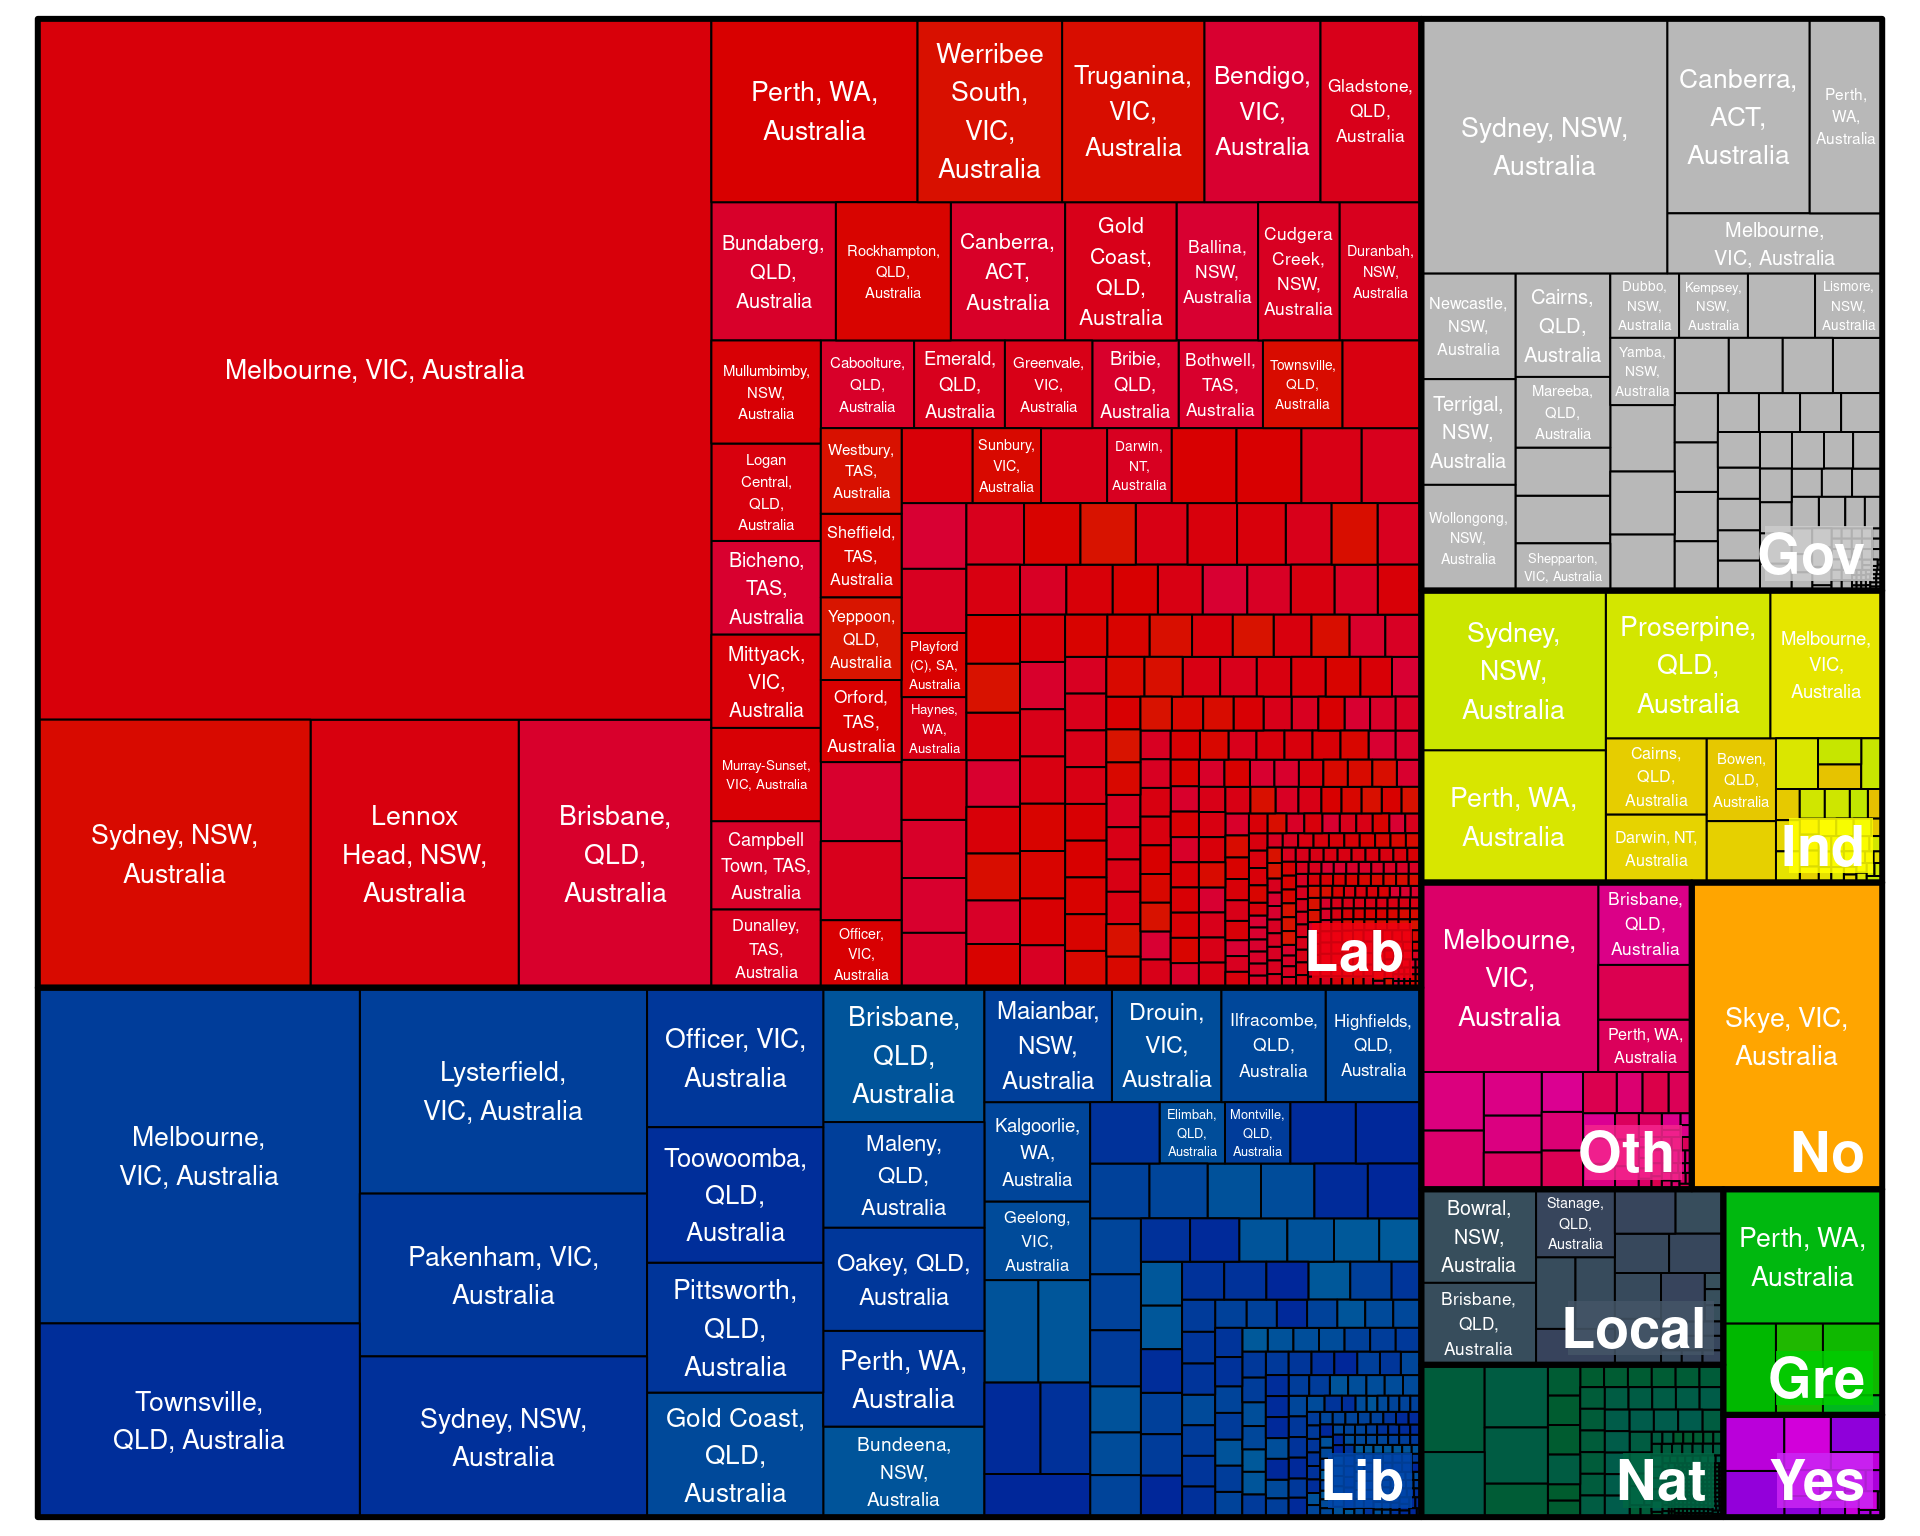 Melbourne, VIC, Australia
Sydney, NSW,
Australia
Lennox
Head, NSW,
Australia
Brisbane,
QLD,
Australia
Perth, WA,
Australia
Werribee
South,
VIC,
Australia
Truganina,
VIC,
Australia
Bendigo,
VIC,
Australia
Gladstone,
QLD,
Australia
Bundaberg,
QLD,
Australia
Rockhampton,
QLD,
Australia
Canberra,
ACT,
Australia
Gold
Coast,
QLD,
Australia
Ballina,
NSW,
Australia
Cudgera
Creek,
NSW,
Australia
Duranbah,
NSW,
Australia
Mullumbimby,
NSW,
Australia
Logan
Central,
QLD,
Australia
Bicheno,
TAS,
Australia
Mittyack,
VIC,
Australia
Murray-Sunset,
VIC, Australia
Campbell
Town, TAS,
Australia
Dunalley,
TAS,
Australia
Caboolture,
QLD,
Australia
Emerald,
QLD,
Australia
Greenvale,
VIC,
Australia
Bribie,
QLD,
Australia
Bothwell,
TAS,
Australia
Townsville,
QLD,
Australia
Westbury,
TAS,
Australia
Sheffield,
TAS,
Australia
Yeppoon,
QLD,
Australia
Orford,
TAS,
Australia
Officer,
VIC,
Australia
Sunbury,
VIC,
Australia
Darwin,
NT,
Australia
Playford
(C), SA,
Australia
Haynes,
WA,
Australia
Lab
Melbourne,
VIC, Australia
Townsville,
QLD, Australia
Lysterfield,
VIC, Australia
Pakenham, VIC,
Australia
Sydney, NSW,
Australia
Officer, VIC,
Australia
Toowoomba,
QLD,
Australia
Pittsworth,
QLD,
Australia
Gold Coast,
QLD,
Australia
Brisbane,
QLD,
Australia
Maleny,
QLD,
Australia
Oakey, QLD,
Australia
Perth, WA,
Australia
Bundeena,
NSW,
Australia
Maianbar,
NSW,
Australia
Drouin,
VIC,
Australia
Ilfracombe,
QLD,
Australia
Highfields,
QLD,
Australia
Kalgoorlie,
WA,
Australia
Geelong,
VIC,
Australia
Elimbah,
QLD,
Australia
Montville,
QLD,
Australia
Lib
Sydney, NSW,
Australia
Canberra,
ACT,
Australia
Perth,
WA,
Australia
Melbourne,
VIC, Australia
Newcastle,
NSW,
Australia
Terrigal,
NSW,
Australia
Wollongong,
NSW,
Australia
Cairns,
QLD,
Australia
Mareeba,
QLD,
Australia
Shepparton,
VIC, Australia
Dubbo,
NSW,
Australia
Kempsey,
NSW,
Australia
Lismore,
NSW,
Australia
Yamba,
NSW,
Australia
Gov
Sydney,
NSW,
Australia
Perth, WA,
Australia
Proserpine,
QLD,
Australia
Melbourne,
VIC,
Australia
Cairns,
QLD,
Australia
Darwin, NT,
Australia
Bowen,
QLD,
Australia
Ind
Melbourne,
VIC,
Australia
Brisbane,
QLD,
Australia
Perth, WA,
Australia
Oth
Skye, VIC,
Australia
No
Bowral,
NSW,
Australia
Brisbane,
QLD,
Australia
Stanage,
QLD,
Australia
Local
Perth, WA,
Australia
Gre
Nat
Yes